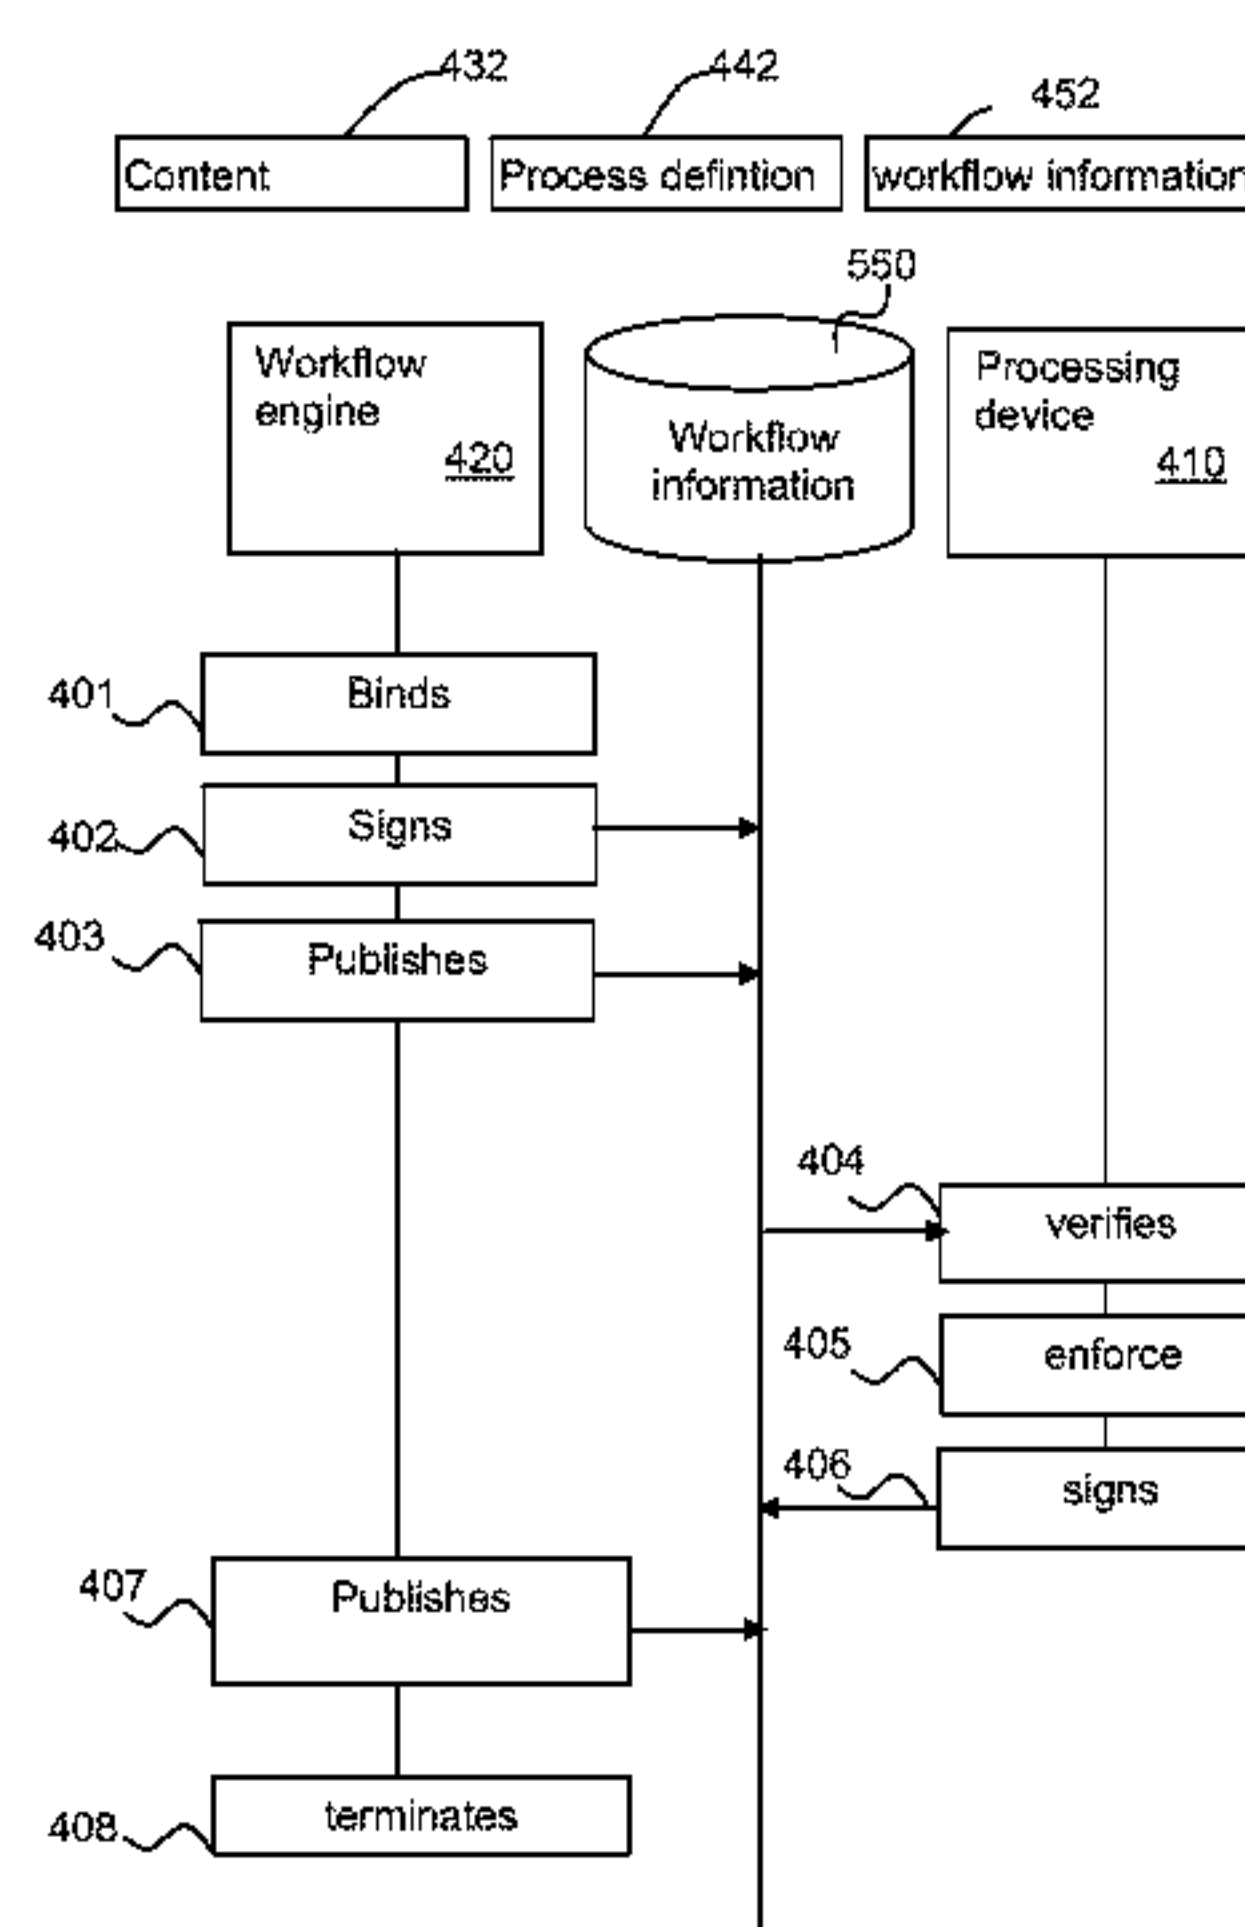 432
442
452
Content
Process defintion
workflow information
550
Workflow
engine
420
Workflow
information
Processing
device
410
401
Binds
402
Signs
403
Publishes
404
verifies
405
enforce
406
signs
407
Publishes
408
terminates